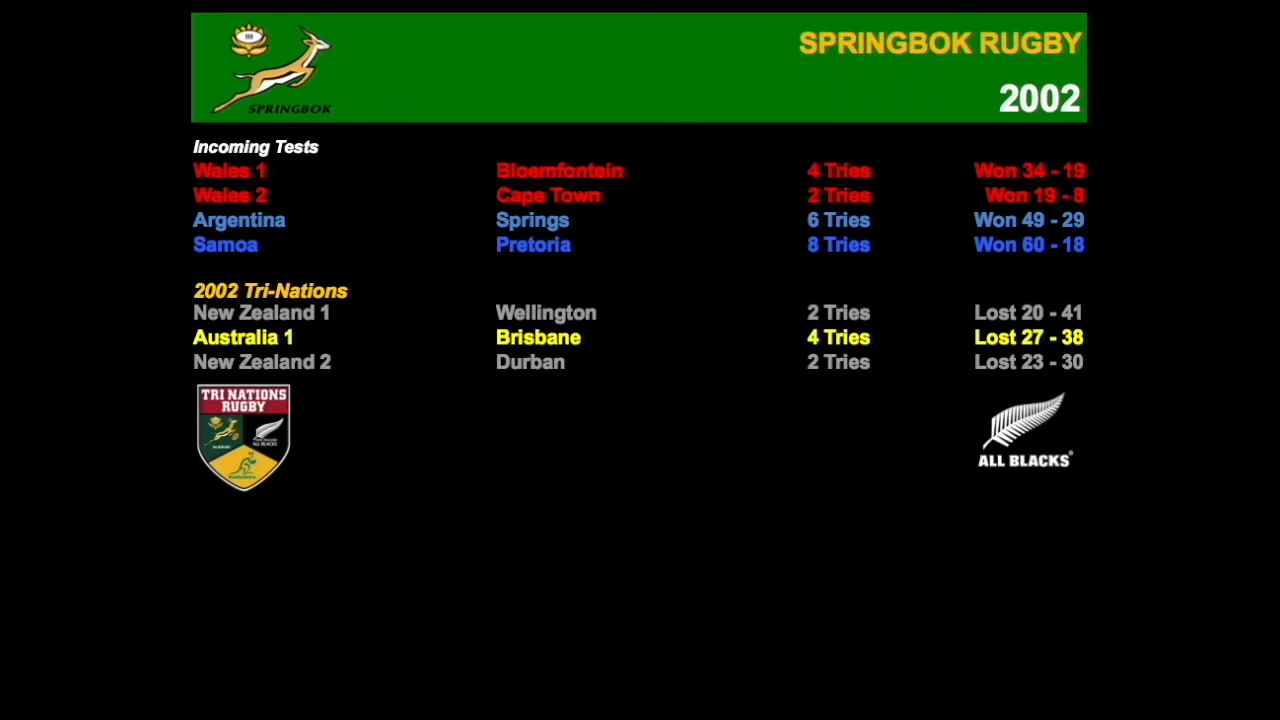 SPRINGBOK RUGBY
2002
SPRINGBOK
Incoming Tests
Wales 1 Bloemfontein 4 Tries Won 34 - 19
Wales 2 Cape Town 2 Tries Won 19 - 8
Argentina Springs 6 Tries Won 49 - 29
Samoa Pretoria 8 Tries Won 60 - 18
2002 Tri-Nations
New Zealand 1 Wellington 2 Tries Lost 20 - 41
Australia 1 Brisbane 4 Tries Lost 27 - 38
New Zealand 2 Durban 2 Tries Lost 23 - 30
TRI NATIONS
RUGBY
ALL BLACKS
ALL BLACKS